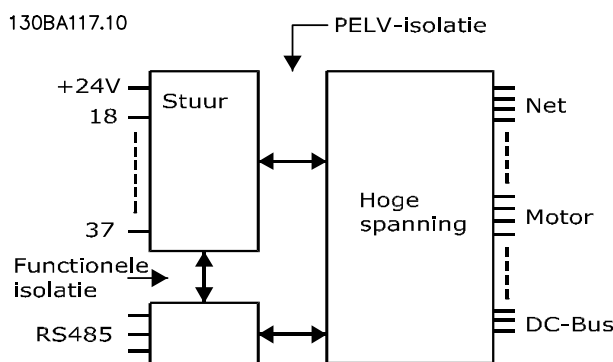 130BA117.10
PELV-isolatie
+24V
Stuur
18
37
Net
Hoge
spanning
Motor
Functionele
isolatie
RS485
DC-Bus